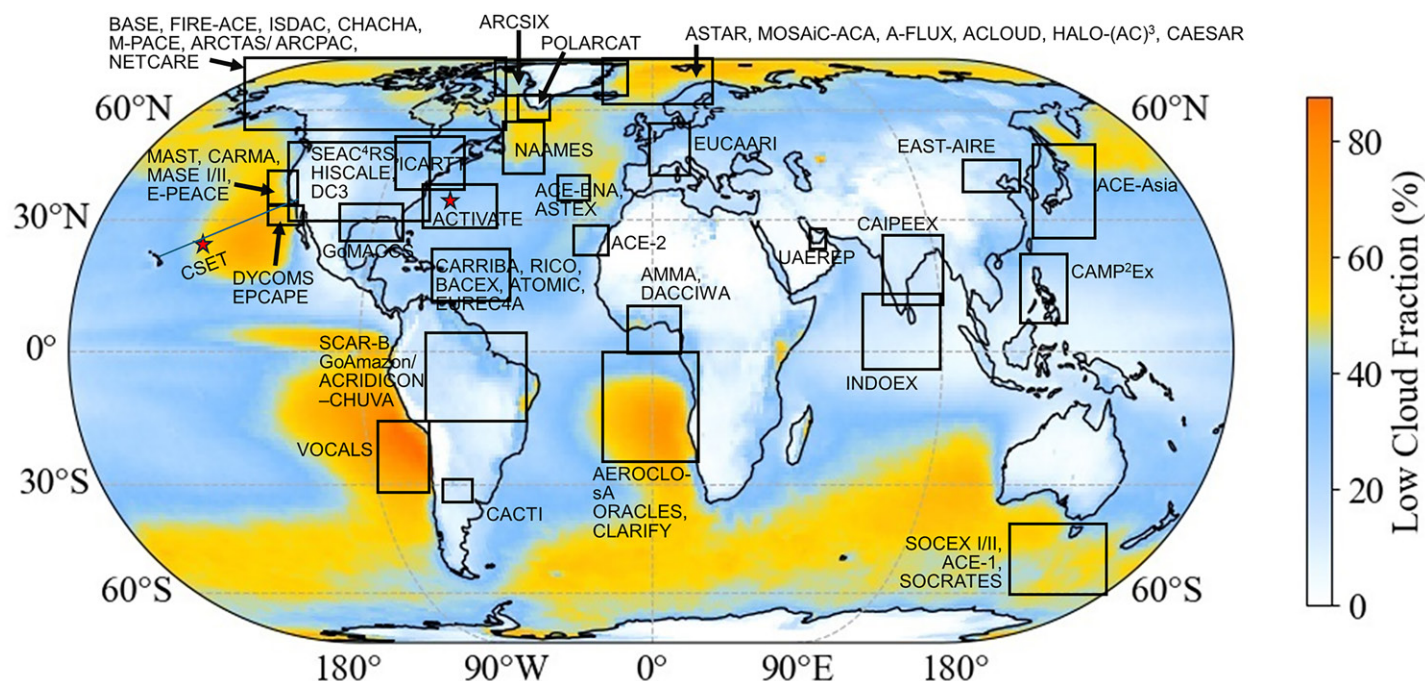 BASE, FIRE-ACE, ISDAC, CHACHA,
M-PACE, ARCTAS/ ARCPAC,
NETCARE
ARCSIX
POLARCAT
ASTAR, MOSAiC-ACA, A-FLUX, ACLOUD, HALO-(AC)³, CAESAR
60°N
60°N
MAST, CARMA,
MASE I/II,
E-PEACE
SEAC⁴RS,
HISCALE,
DC3
ICARTT
NAAMES
EUCAARI
EAST-AIRE
ACE-Asia
ACE-ENA,
ASTEX
30°N
30°N
ACTIVATE
CSET
GoMACCS
ACE-2
CAIPEEX
UAEREP
DYCOMS
EPCAPE
CARRIBA, RICO,
BACEX, ATOMIC,
EUREC4A
AMMA,
DACCIWA
CAMP²Ex
0°
0°
SCAR-B,
GoAmazon/
ACRIDICON
–CHUVA
INDOEX
VOCALS
30°S
30°S
CACTI
AEROCLO-
sA
ORACLES,
CLARIFY
SOCEX I/II,
ACE-1,
SOCRATES
60°S
60°S
180°
90°W
0°
90°E
180°
80
60
40
20
0
Low Cloud Fraction (%)